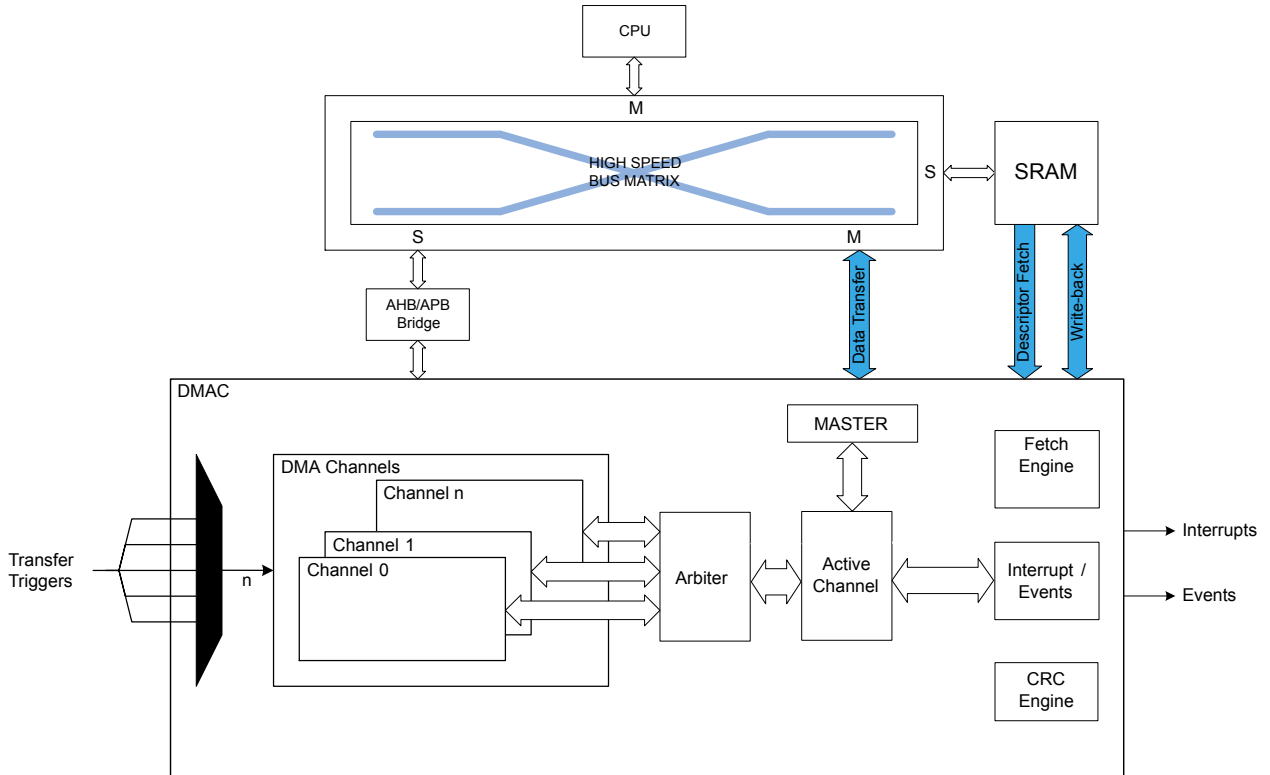 CPU
M
HIGH SPEED
BUS MATRIX
S
SRAM
S
M
AHB/APB
Bridge
Data Transfer
Descriptor Fetch
Write-back
DMAC
MASTER
Fetch
Engine
DMA Channels
Channel n
Channel 1
Channel 0
Transfer
Triggers
n
Arbiter
Active
Channel
Interrupt /
Events
Interrupts
Events
CRC
Engine